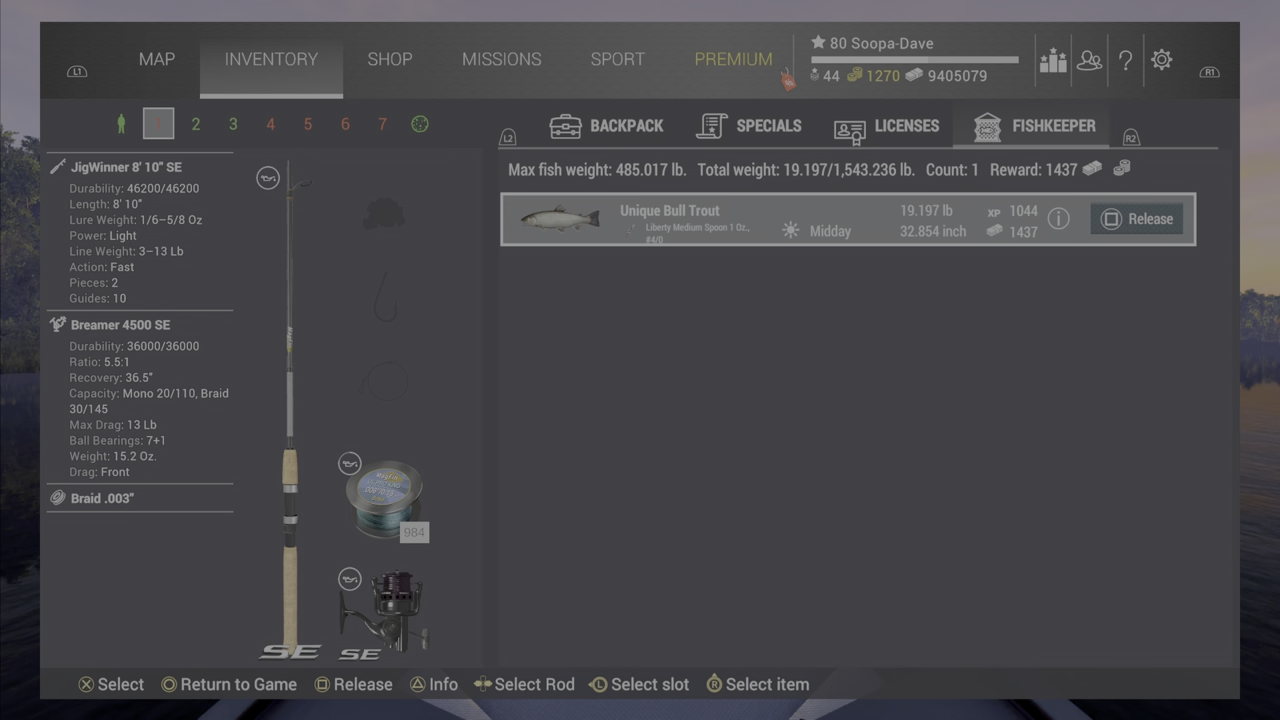 L1
MAP
INVENTORY
SHOP
MISSIONS
SPORT
PREMIUM
80 Soopa-Dave
44 1270 9405079
?
R1
1 2 3 4 5 6 7
L2
BACKPACK
SPECIALS
LICENSES
FISHKEEPER
R2
JigWinner 8' 10" SE
Durability: 46200/46200
Length: 8' 10"
Lure Weight: 1/6–5/8 Oz
Power: Light
Line Weight: 3–13 Lb
Action: Fast
Pieces: 2
Guides: 10
Breamer 4500 SE
Durability: 36000/36000
Ratio: 5.5:1
Recovery: 36.5"
Capacity: Mono 20/110, Braid
30/145
Max Drag: 13 Lb
Ball Bearings: 7+1
Weight: 15.2 Oz.
Drag: Front
Braid .003"
984
SE
SE
Max fish weight: 485.017 lb. Total weight: 19.197/1,543.236 lb. Count: 1 Reward: 1437
Unique Bull Trout
Liberty Medium Spoon 1 Oz.,
#4/0
Midday
19.197 lb
32.854 inch
XP 1044
1437
Release
Select
Return to Game
Release
Info
Select Rod
L Select slot
R Select item